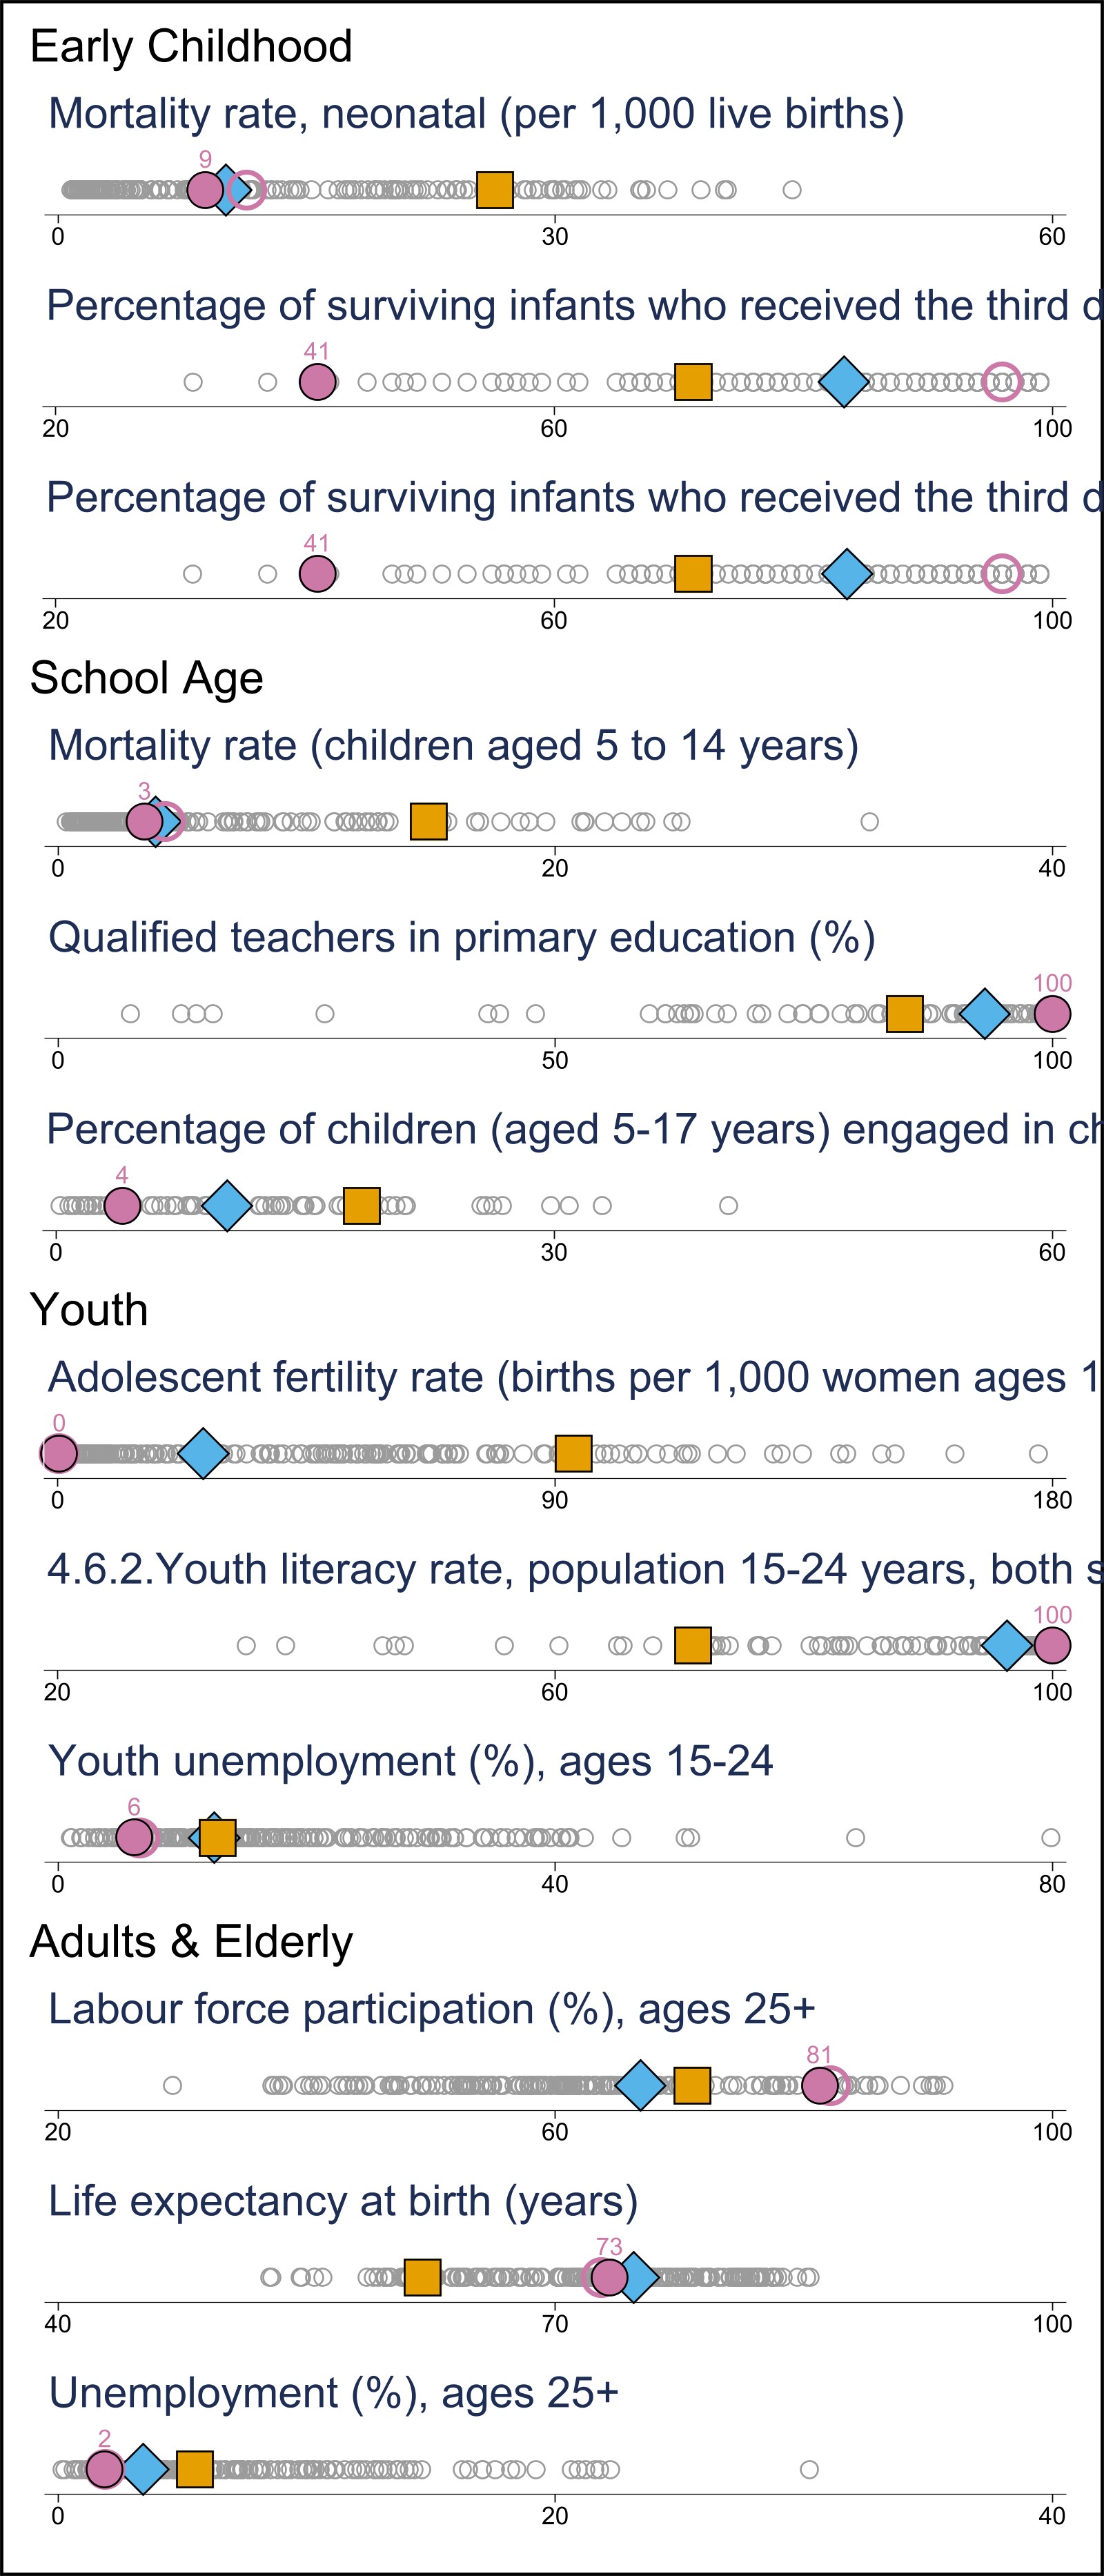 Early Childhood
Mortality rate, neonatal (per 1,000 live births)
9
0 30 60
Percentage of surviving infants who received the third d
41
20 60 100
Percentage of surviving infants who received the third d
41
20 60 100
School Age
Mortality rate (children aged 5 to 14 years)
3
0 20 40
Qualified teachers in primary education (%)
100
0 50 100
Percentage of children (aged 5-17 years) engaged in ch
4
0 30 60
Youth
Adolescent fertility rate (births per 1,000 women ages 1
0
0 90 180
4.6.2.Youth literacy rate, population 15-24 years, both s
100
20 60 100
Youth unemployment (%), ages 15-24
6
0 40 80
Adults & Elderly
Labour force participation (%), ages 25+
81
20 60 100
Life expectancy at birth (years)
73
40 70 100
Unemployment (%), ages 25+
2
0 20 40